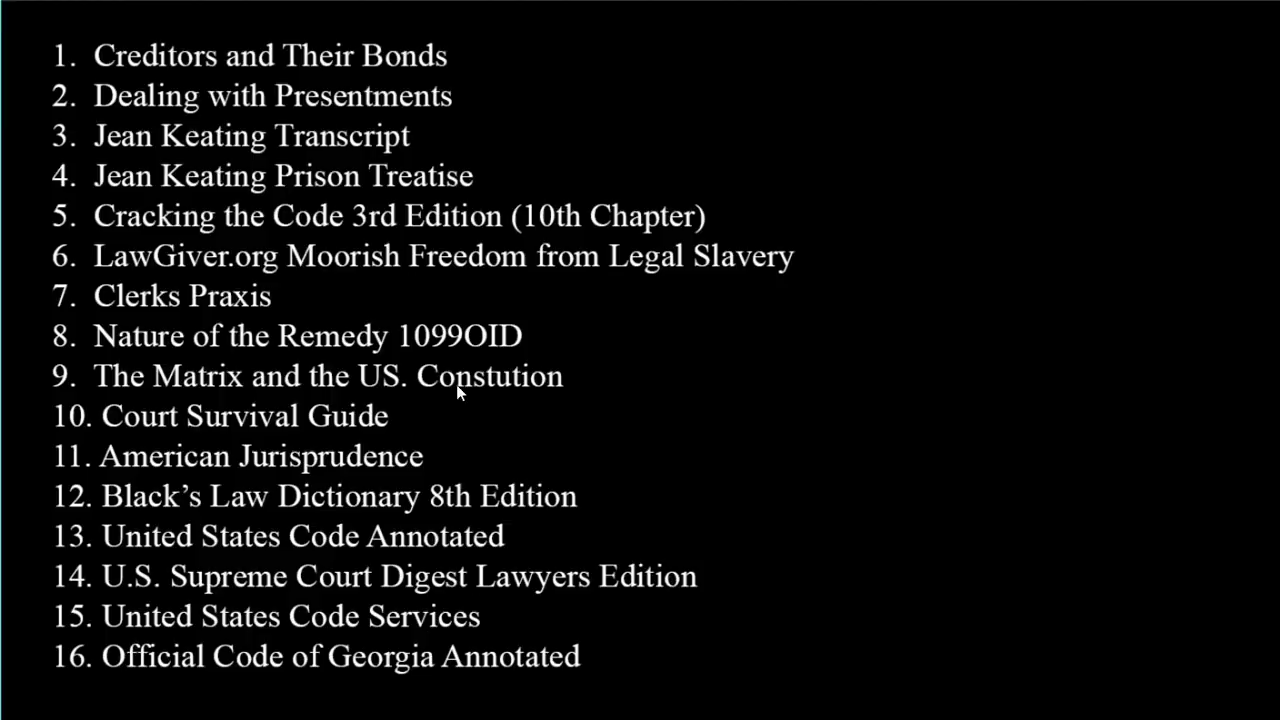 1. Creditors and Their Bonds
2. Dealing with Presentments
3. Jean Keating Transcript
4. Jean Keating Prison Treatise
5. Cracking the Code 3rd Edition (10th Chapter)
6. LawGiver.org Moorish Freedom from Legal Slavery
7. Clerks Praxis
8. Nature of the Remedy 1099OID
9. The Matrix and the US. Constution
10. Court Survival Guide
11. American Jurisprudence
12. Black’s Law Dictionary 8th Edition
13. United States Code Annotated
14. U.S. Supreme Court Digest Lawyers Edition
15. United States Code Services
16. Official Code of Georgia Annotated